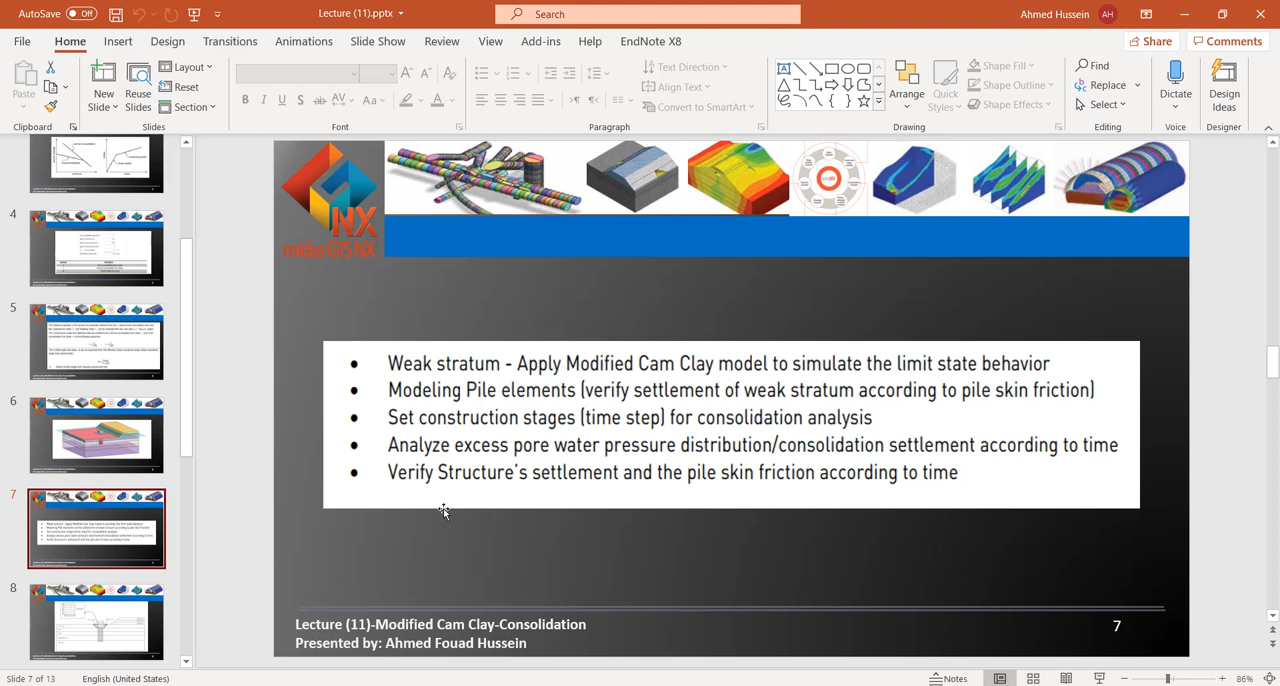 AutoSave Off Lecture (11).pptx Search Ahmed Hussein AH
File Home Insert Draw Design Transitions Animations Slide Show Review View Add-ins Help EndNote X8 Share Comments
Paste New Slide Reuse Slides Layout Reset Section
B I U S ab AV Aa A
Text Direction Align Text Convert to SmartArt
Arrange Quick Styles Shape Fill Shape Outline Shape Effects
Find Replace Select Dictate Design Ideas
Clipboard Slides Font Paragraph Drawing Editing Voice Designer
NX
midas GTS NX
• Weak stratum - Apply Modified Cam Clay model to simulate the limit state behavior
• Modeling Pile elements (verify settlement of weak stratum according to pile skin friction)
• Set construction stages (time step) for consolidation analysis
• Analyze excess pore water pressure distribution/consolidation settlement according to time
• Verify Structure's settlement and the pile skin friction according to time
Lecture (11)-Modified Cam Clay-Consolidation
Presented by: Ahmed Fouad Hussein
7
4
5
6
7
8
Slide 7 of 13 English (United States) Notes 86%